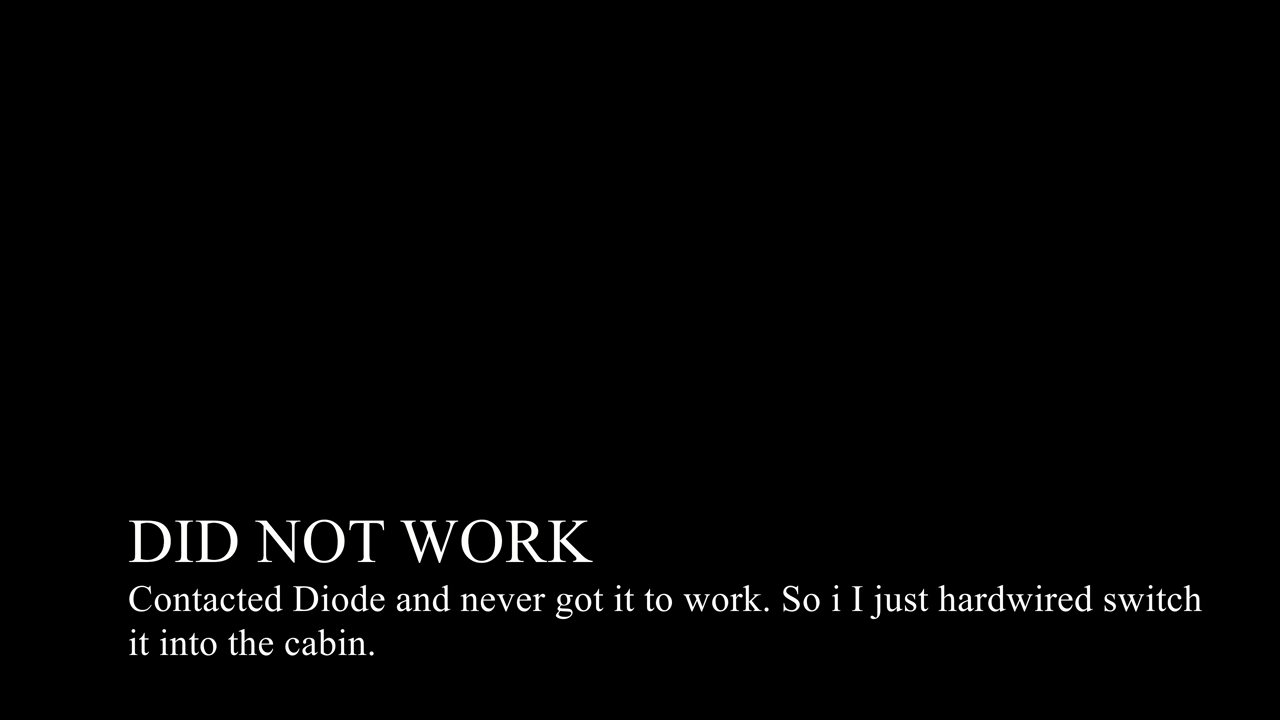 DID NOT WORK
Contacted Diode and never got it to work. So i I just hardwired switch
it into the cabin.